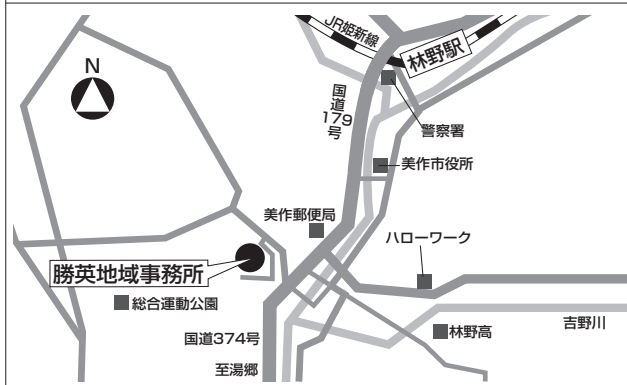 JR姫新線
林野駅
N
国道179号
警察署
美作市役所
美作郵便局
ハローワーク
勝英地域事務所
総合運動公園
国道374号
林野高
吉野川
至湯郷